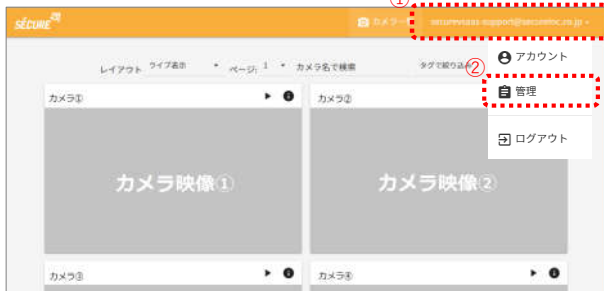 ①
SÉCURE
カメラ一覧 securevsaas-support@secureinc.co.jp
レイアウト ライブ表示 ページ: 1 カメラ名で検索 タグで絞り込み
② アカウント
管理
ログアウト
カメラ① カメラ②
カメラ映像① カメラ映像②
カメラ③ カメラ④